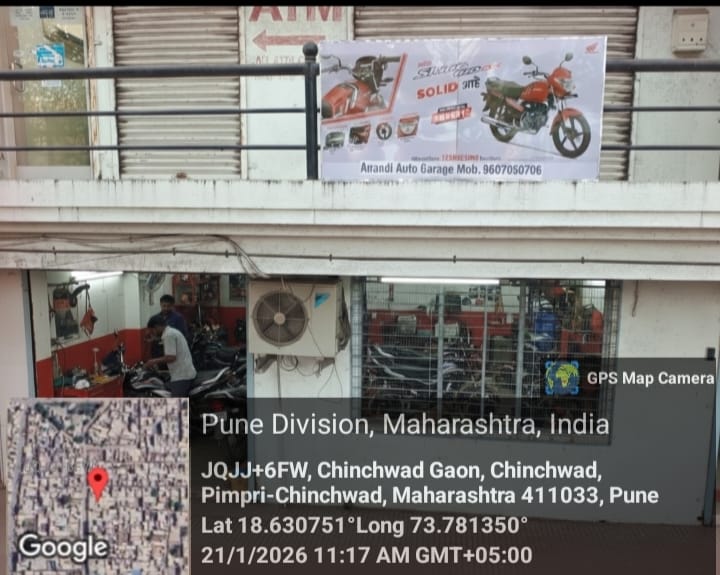 ATM
SOLID आहे
Arrandi Auto Garage Mob. 9607050706
GPS Map Camera
Pune Division, Maharashtra, India
JQJJ+6FW, Chinchwad Gaon, Chinchwad,
Pimpri-Chinchwad, Maharashtra 411033, Pune
Lat 18.630751°Long 73.781350°
21/1/2026 11:17 AM GMT+05:00
Google